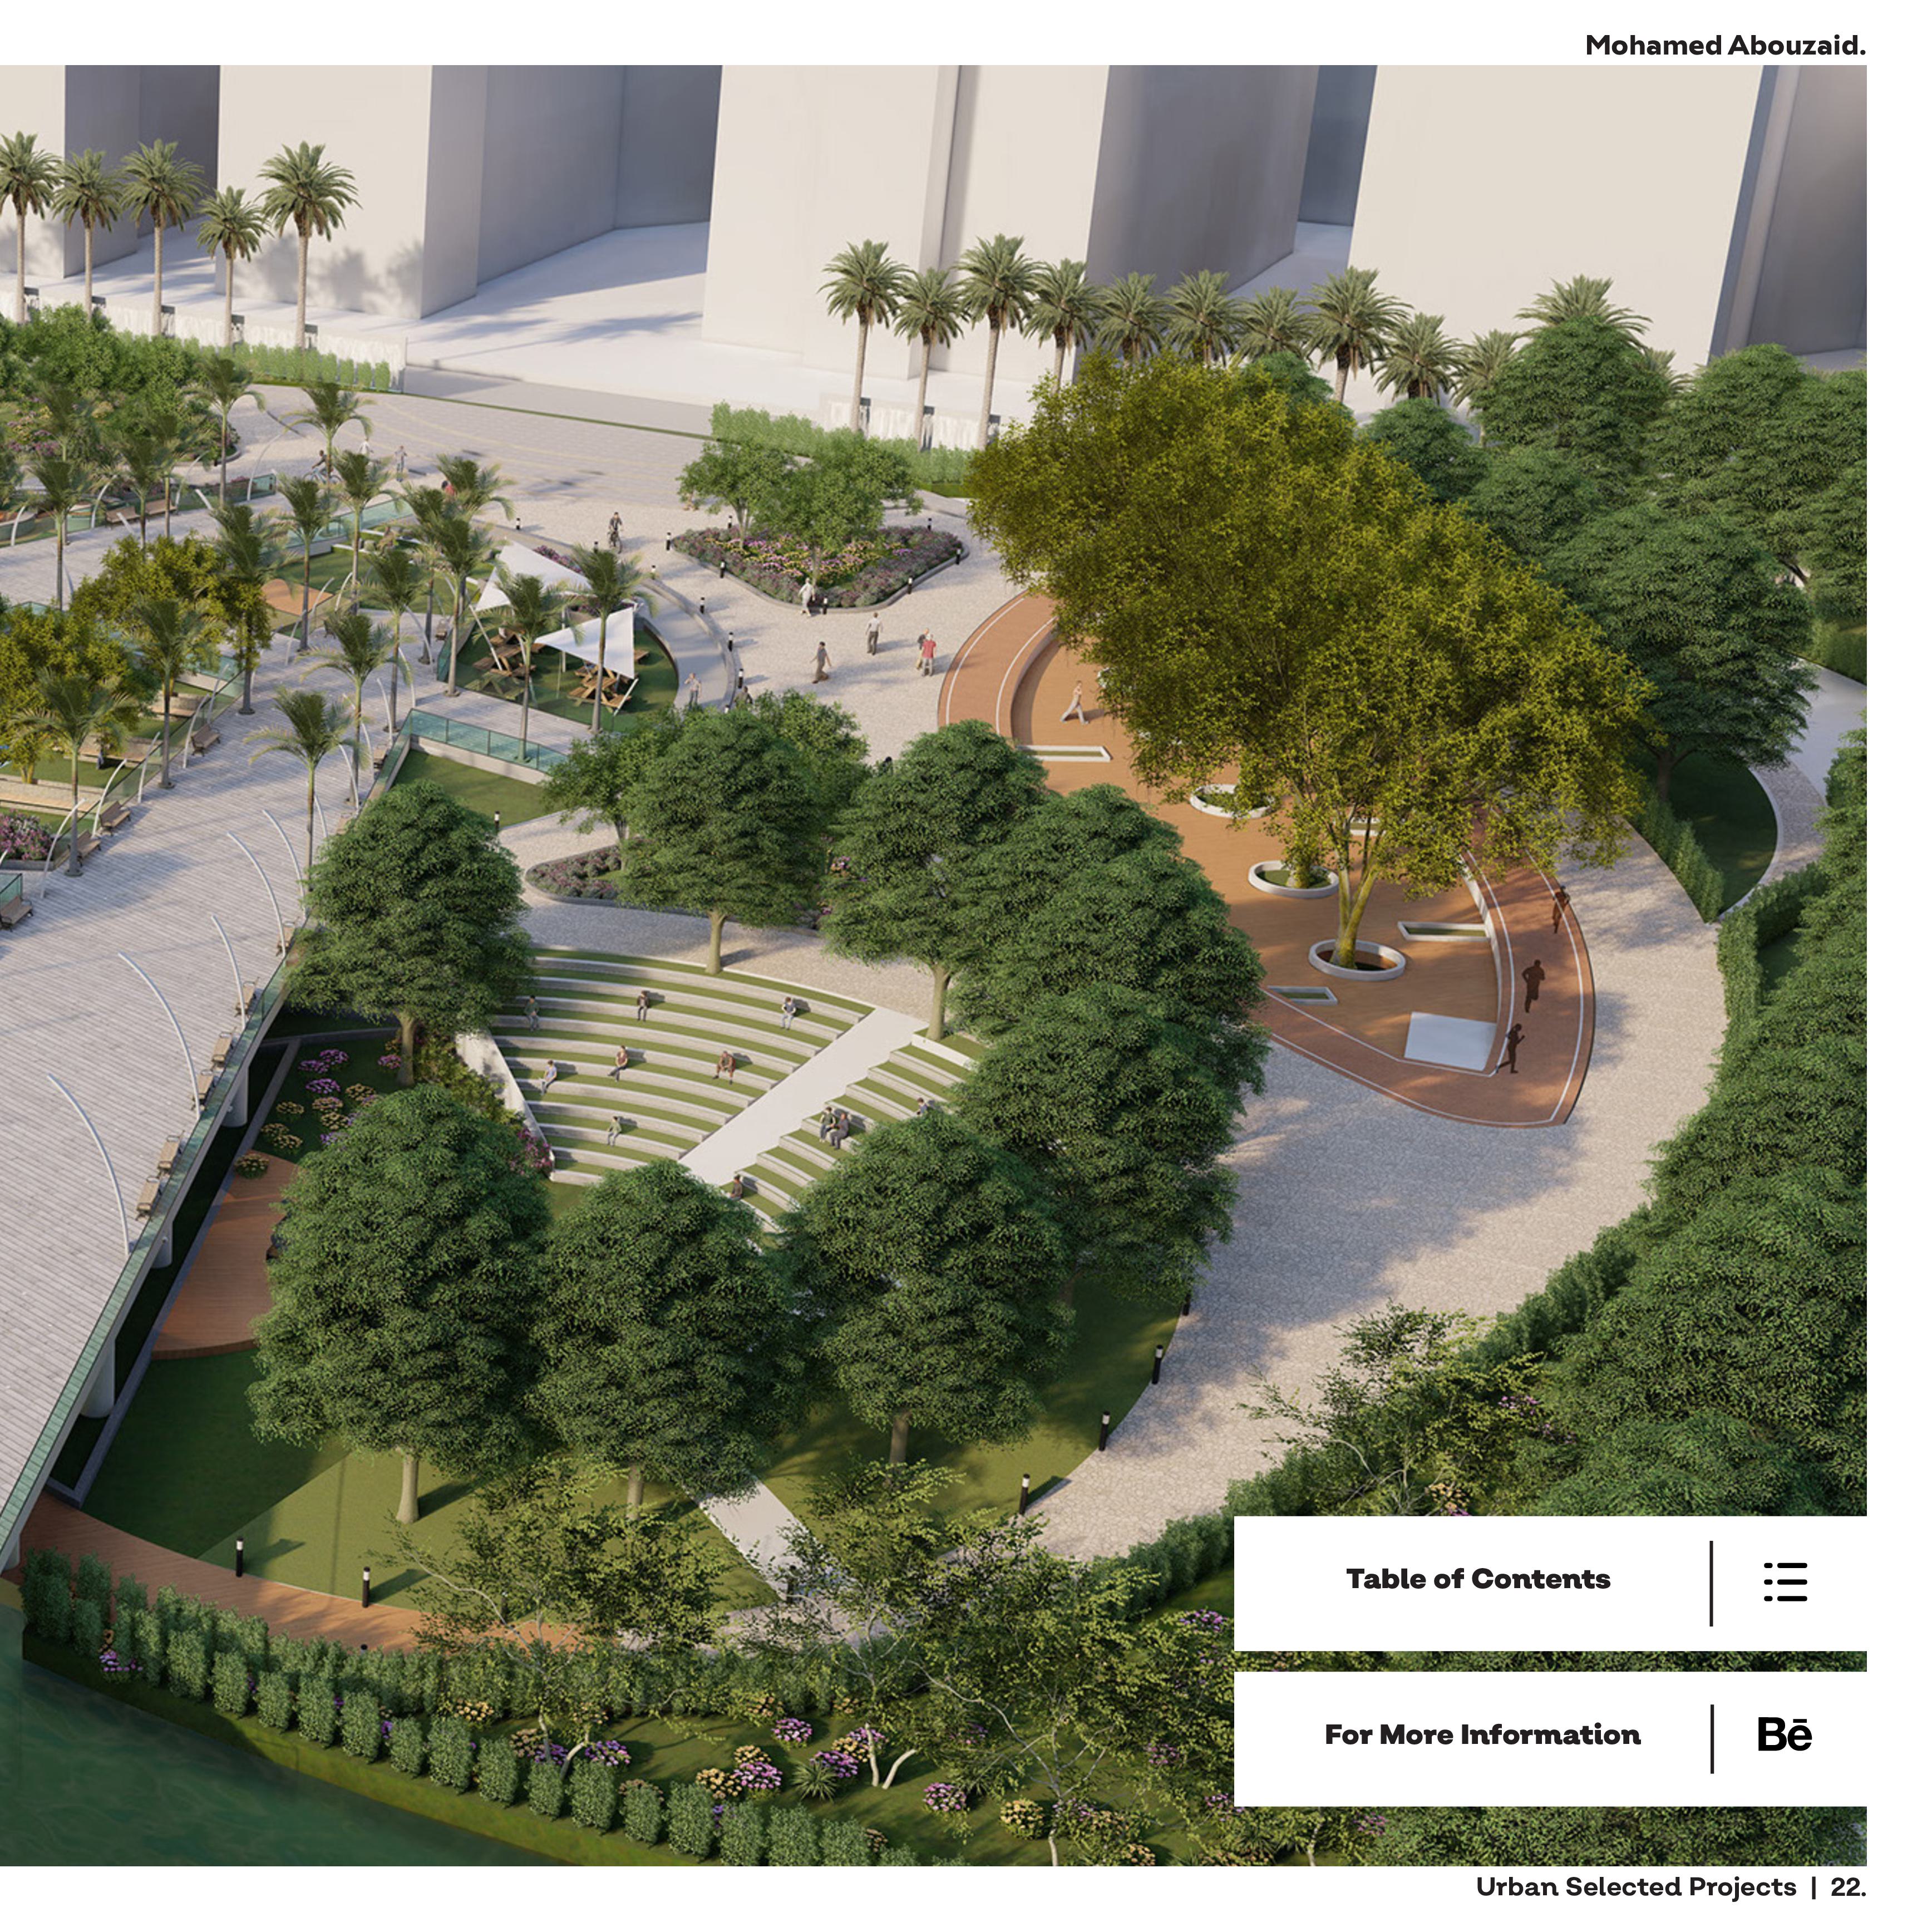 Mohamed Abouzaid.
Table of Contents
For More Information
Bē
Urban Selected Projects | 22.